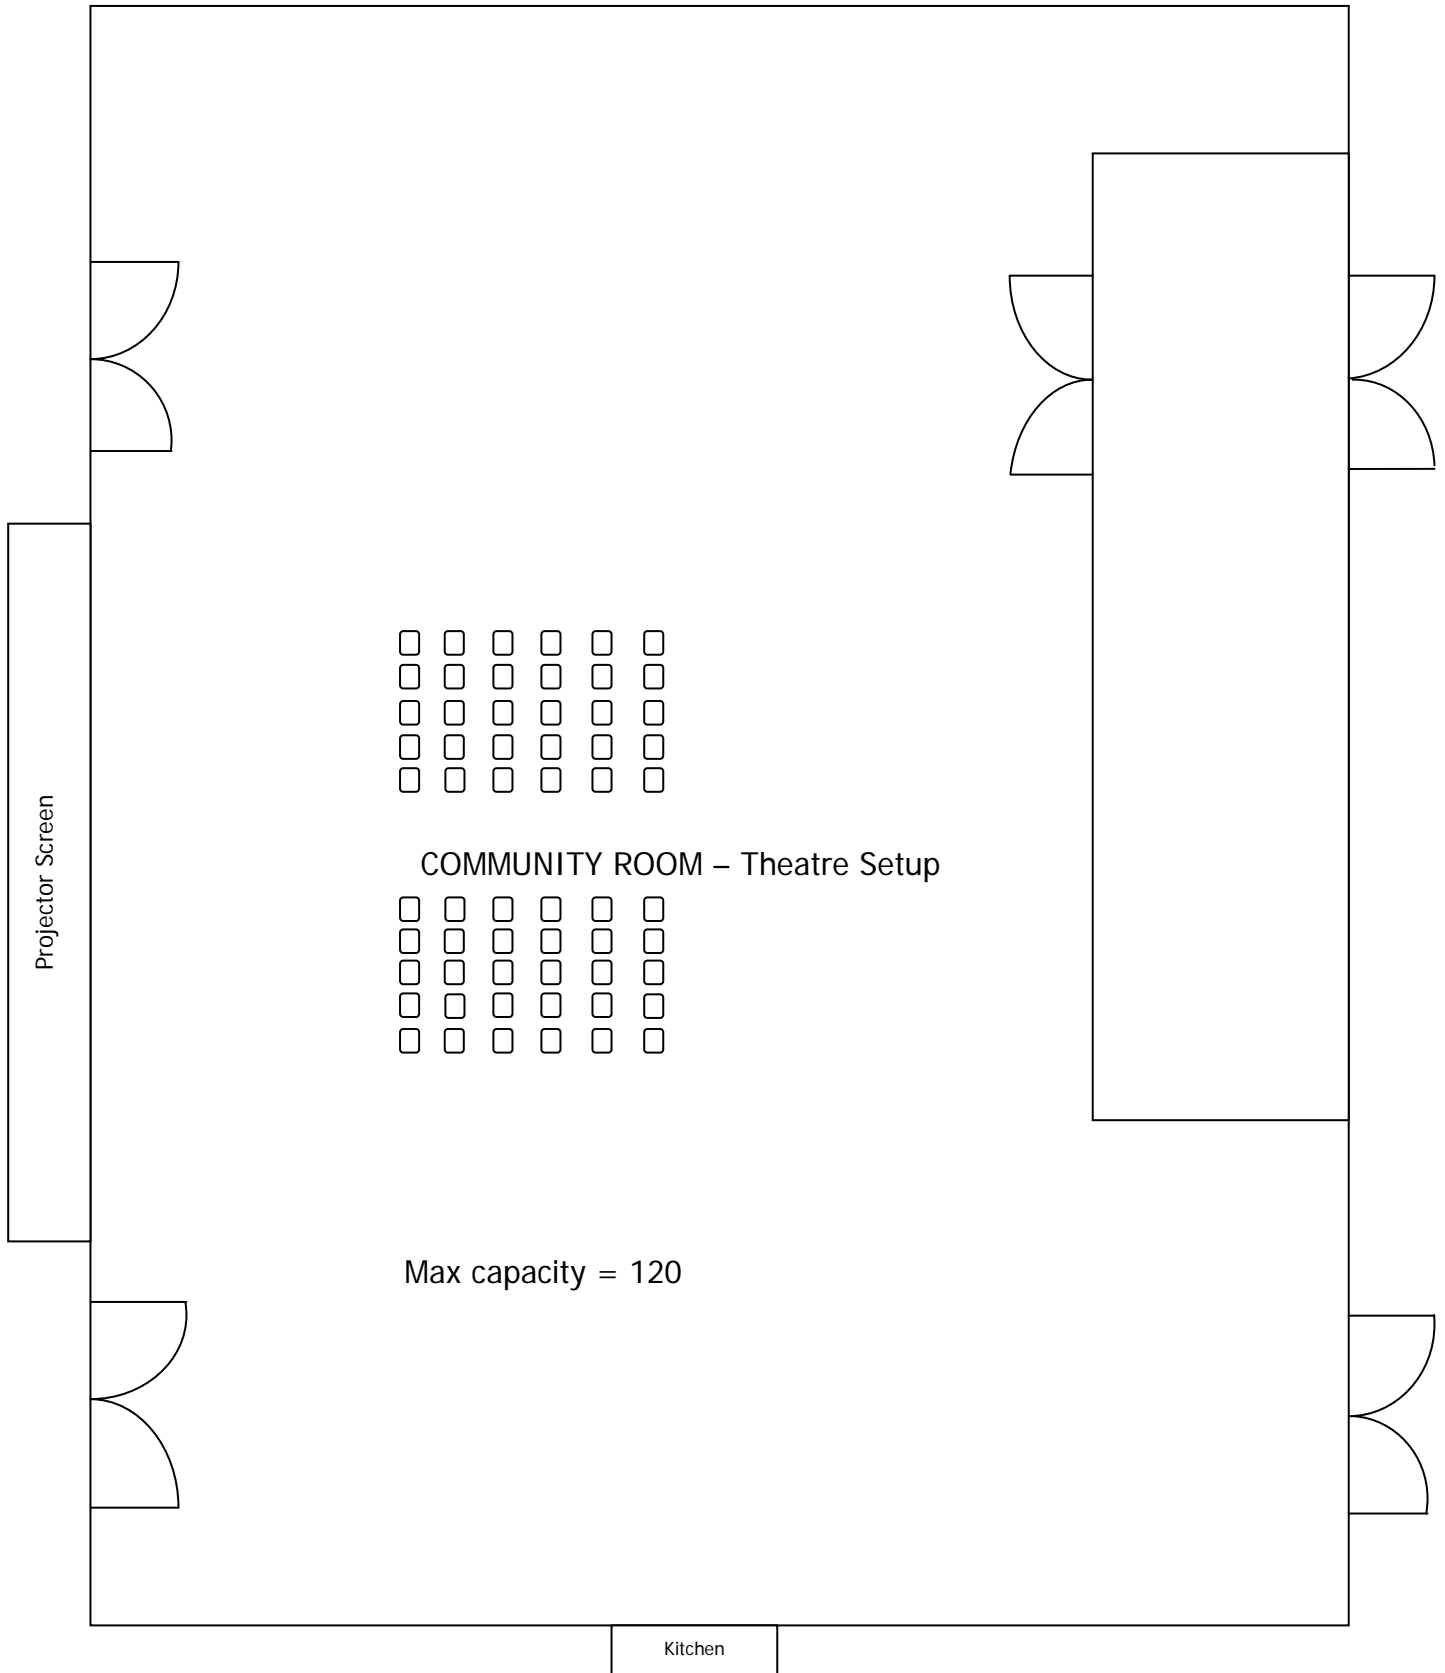 Projector Screen
COMMUNITY ROOM – Theatre Setup
Max capacity = 120
Kitchen